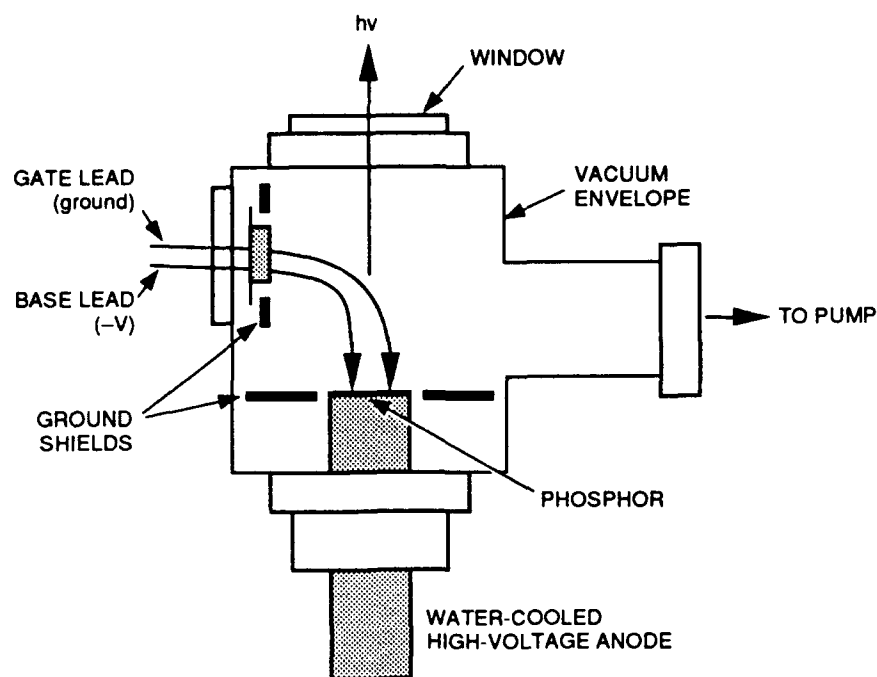 hν
WINDOW
GATE LEAD
(ground)
VACUUM
ENVELOPE
BASE LEAD
(–V)
TO PUMP
GROUND
SHIELDS
PHOSPHOR
WATER-COOLED
HIGH-VOLTAGE ANODE